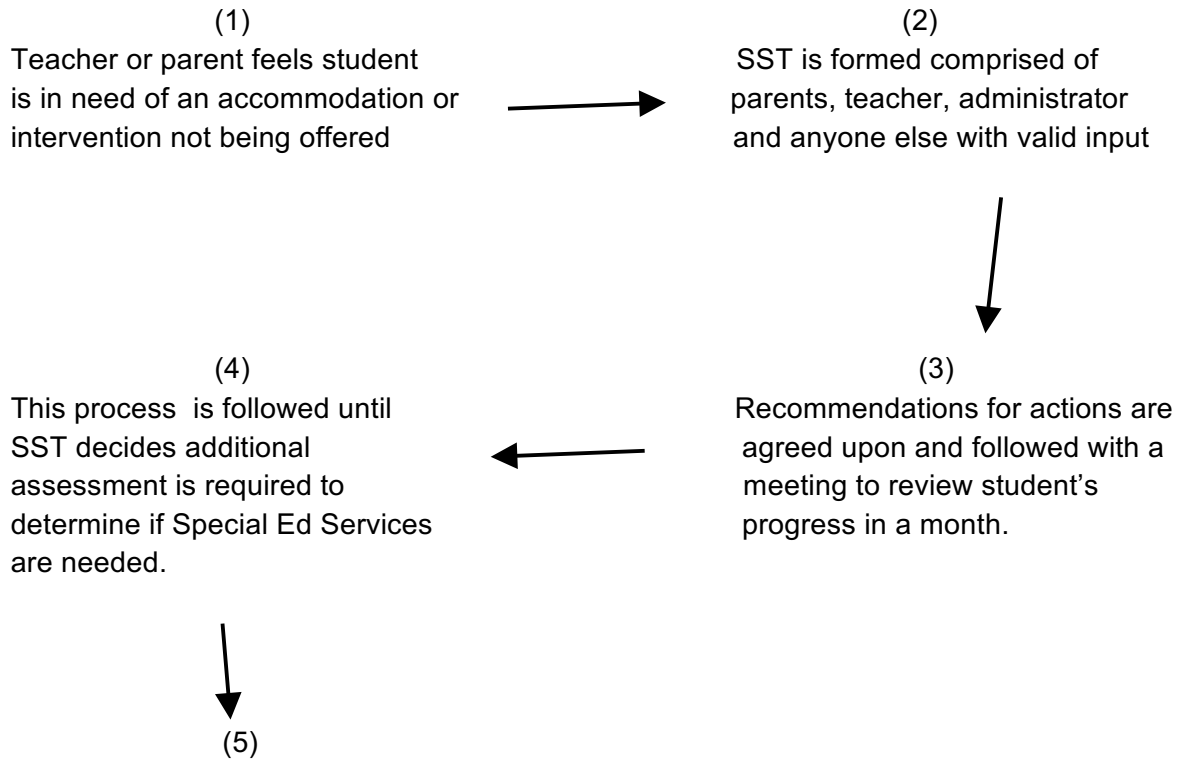 (1)
Teacher or parent feels student
is in need of an accommodation or
intervention not being offered
(2)
SST is formed comprised of
parents, teacher, administrator
and anyone else with valid input
(3)
Recommendations for actions are
agreed upon and followed with a
meeting to review student’s
progress in a month.
(4)
This process  is followed until
SST decides additional
assessment is required to
determine if Special Ed Services
are needed.
(5)